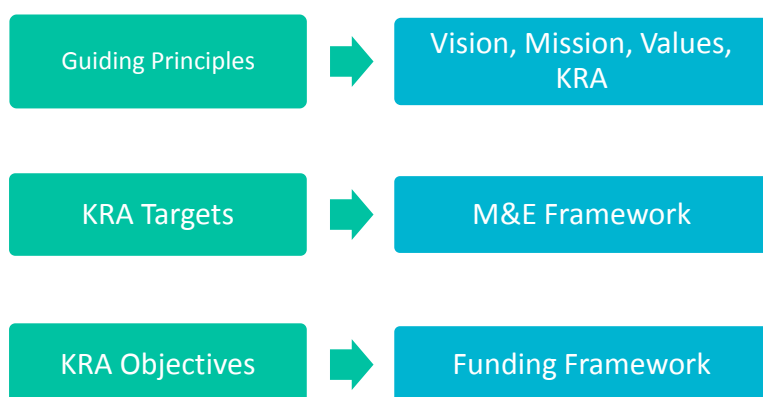 Guiding Principles
Vision, Mission, Values,
KRA
KRA Targets
M&E Framework
KRA Objectives
Funding Framework